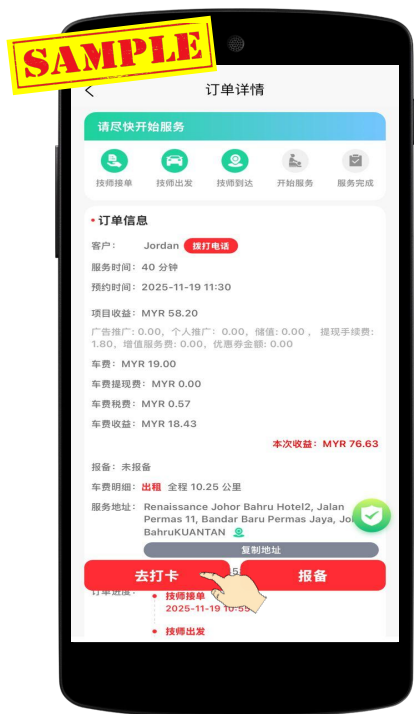 SAMPLE
订单详情
请尽快开始服务
技师接单 技师出发 技师到达 开始服务 服务完成
• 订单信息
客户： Jordan 拨打电话
服务时间： 40 分钟
预约时间： 2025-11-19 11:30
项目收益： MYR 58.20
广告推广：0.00，个人推广：0.00，储值：0.00， 提现手续费：
1.80，增值服务费：0.00，优惠券金额：0.00
车费： MYR 19.00
车费提现费： MYR 0.00
车费税费： MYR 0.57
车费收益： MYR 18.43
本次收益： MYR 76.63
报备：未报备
车费明细： 出租 全程 10.25 公里
服务地址： Renaissance Johor Bahru Hotel2, Jalan
Permas 11, Bandar Baru Permas Jaya,
BahruKUANTAN
复制地址
去打卡 报备
订单进度： • 技师接单
2025-11-19 10:55
• 技师出发